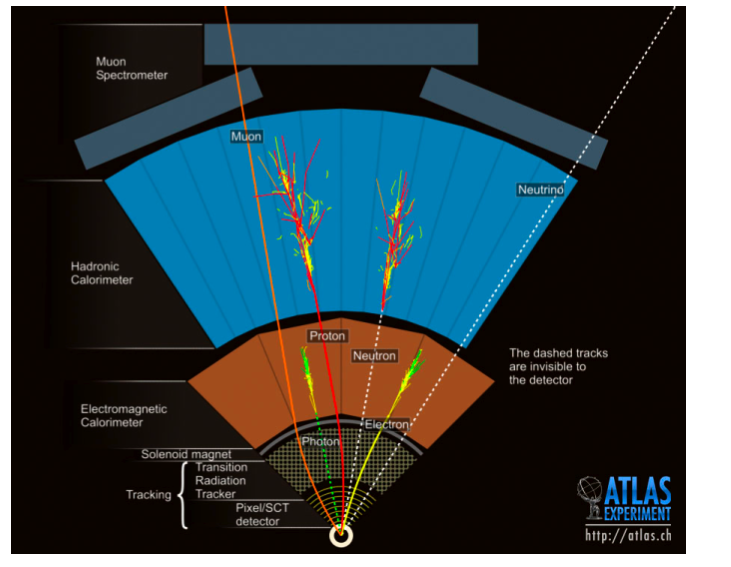 Muon
Spectrometer
Muon
Neutrino
Hadronic
Calorimeter
Proton
Neutron
The dashed tracks
are invisible to
the detector
Electromagnetic
Calorimeter
Electron
Photon
Solenoid magnet
Transition
Radiation
Tracker
Tracking
Pixel/SCT
detector
ATLAS
EXPERIMENT
http://atlas.ch